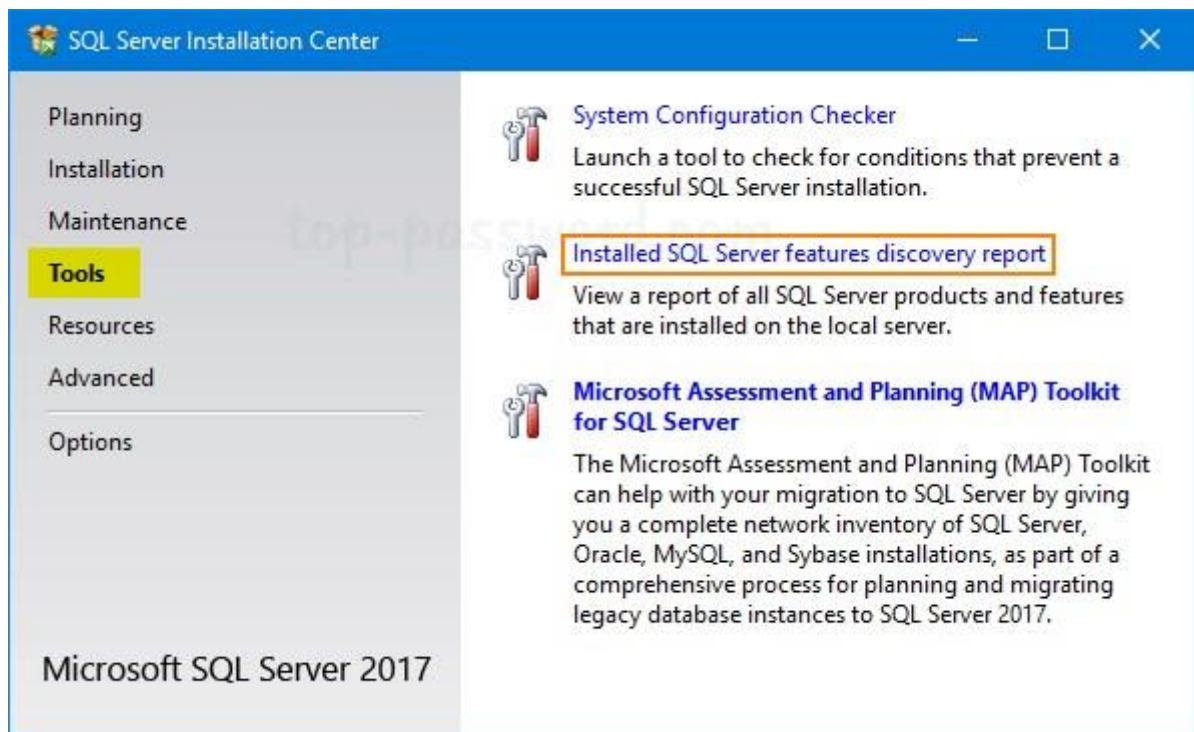 SQL Server Installation Center
Planning
Installation
Maintenance
Tools
Resources
Advanced
Options
Microsoft SQL Server 2017
System Configuration Checker
Launch a tool to check for conditions that prevent a
successful SQL Server installation.
Installed SQL Server features discovery report
View a report of all SQL Server products and features
that are installed on the local server.
Microsoft Assessment and Planning (MAP) Toolkit
for SQL Server
The Microsoft Assessment and Planning (MAP) Toolkit
can help with your migration to SQL Server by giving
you a complete network inventory of SQL Server,
Oracle, MySQL, and Sybase installations, as part of a
comprehensive process for planning and migrating
legacy database instances to SQL Server 2017.
top-password.com